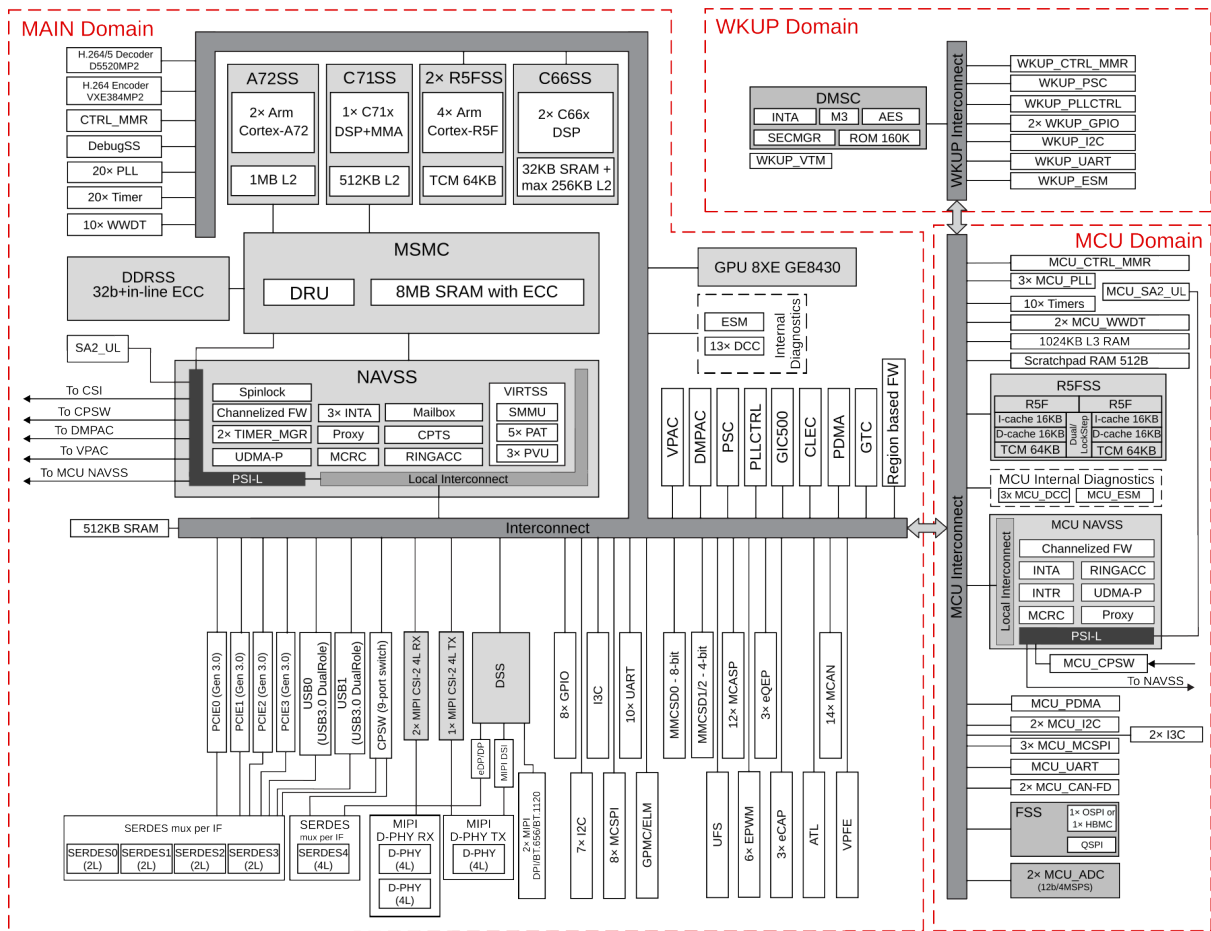 MAIN Domain
H.264/5 Decoder
D5520MP2
H.264 Encoder
VXE384MP2
CTRL_MMR
DebugSS
20× PLL
20× Timer
10× WWDT
A72SS
2× Arm
Cortex-A72
1MB L2
C71SS
1× C71x
DSP+MMA
512KB L2
2× R5FSS
4× Arm
Cortex-R5F
TCM 64KB
C66SS
2× C66x
DSP
32KB SRAM +
max 256KB L2
DDRSS
32b+in-line ECC
MSMC
DRU
8MB SRAM with ECC
GPU 8XE GE8430
ESM
13× DCC
Internal
Diagnostics
SA2_UL
To CSI
To CPSW
To DMPAC
To VPAC
To MCU NAVSS
NAVSS
Spinlock
Channelized FW
2× TIMER_MGR
UDMA-P
3× INTA
Proxy
MCRC
Mailbox
CPTS
RINGACC
VIRTSS
SMMU
5× PAT
3× PVU
PSI-L
Local Interconnect
VPAC
DMPAC
PSC
PLLCTRL
GIC500
CLEC
PDMA
GTC
Region based FW
512KB SRAM
Interconnect
PCIE0 (Gen 3.0)
PCIE1 (Gen 3.0)
PCIE2 (Gen 3.0)
PCIE3 (Gen 3.0)
USB0
(USB3.0 DualRole)
USB1
(USB3.0 DualRole)
CPSW (9-port switch)
2× MIPI CSI-2 4L RX
1× MIPI CSI-2 4L TX
DSS
eDP/DP
MIPI DSI
2× MIPI
DPI/BT.656/BT.1120
8× GPIO
I3C
10× UART
7× I2C
8× MCSPI
GPMC/ELM
MMCSD0 - 8-bit
MMCSD1/2 - 4-bit
12× MCASP
3× eQEP
14× MCAN
UFS
6× EPWM
3× eCAP
ATL
VPFE
SERDES mux per IF
SERDES0
(2L)
SERDES1
(2L)
SERDES2
(2L)
SERDES3
(2L)
SERDES
mux per IF
SERDES4
(4L)
MIPI
D-PHY RX
D-PHY
(4L)
D-PHY
(4L)
MIPI
D-PHY TX
D-PHY
(4L)
WKUP Domain
DMSC
INTA
M3
AES
SECMGR
ROM 160K
WKUP_VTM
WKUP Interconnect
WKUP_CTRL_MMR
WKUP_PSC
WKUP_PLLCTRL
2× WKUP_GPIO
WKUP_I2C
WKUP_UART
WKUP_ESM
MCU Domain
MCU Interconnect
MCU_CTRL_MMR
3× MCU_PLL
MCU_SA2_UL
10× Timers
2× MCU_WWDT
1024KB L3 RAM
Scratchpad RAM 512B
R5FSS
R5F
R5F
I-cache 16KB
D-cache 16KB
TCM 64KB
Dual/
LockStep
I-cache 16KB
D-cache 16KB
TCM 64KB
MCU Internal Diagnostics
3x MCU_DCC
MCU_ESM
MCU NAVSS
Local Interconnect
Channelized FW
INTA
RINGACC
INTR
UDMA-P
MCRC
Proxy
PSI-L
MCU_CPSW
To NAVSS
MCU_PDMA
2× MCU_I2C
2× I3C
3× MCU_MCSPI
MCU_UART
2× MCU_CAN-FD
FSS
1× OSPI or
1× HBMC
QSPI
2× MCU_ADC
(12b/4MSPS)